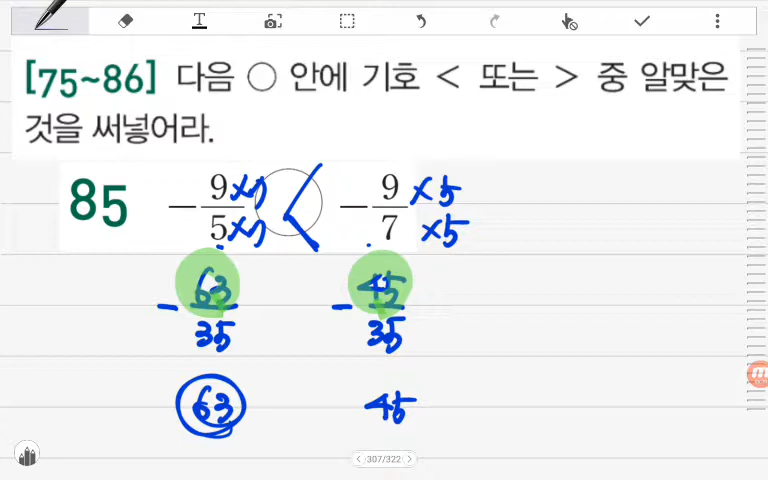 [75~86] 다음 ○ 안에 기호 < 또는 > 중 알맞은
것을 써넣어라.
85 -9/5 ×7 ×7 < -9/7 ×5 ×5
-63/35 -45/35
63 45
307/322